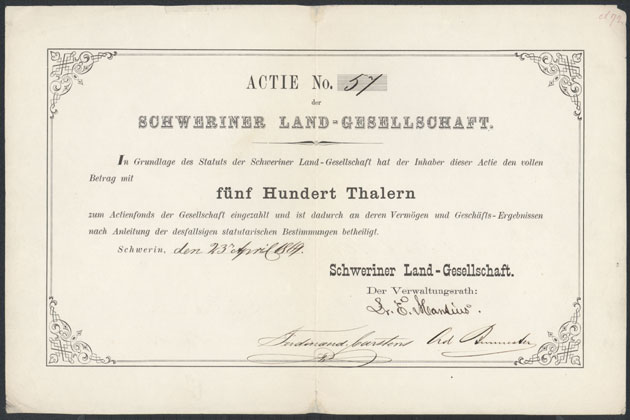 ACTIE No. 57
der
SCHWERINER LAND-GESELLSCHAFT.
In Grundlage des Statuts der Schweriner Land-Gesellschaft hat der Inhaber dieser Actie den vollen
Betrag mit
fünf Hundert Thalern
zum Actienfonds der Gesellschaft eingezahlt und ist dadurch an deren Vermögen und Geschäfts-Ergebnissen
nach Anleitung der desfallsigen statutarischen Bestimmungen betheiligt.
Schwerin, den 23 April
Schweriner Land-Gesellschaft.
Der Verwaltungsrath:
Dr. E. Mantius.
Ferdinand Carstens